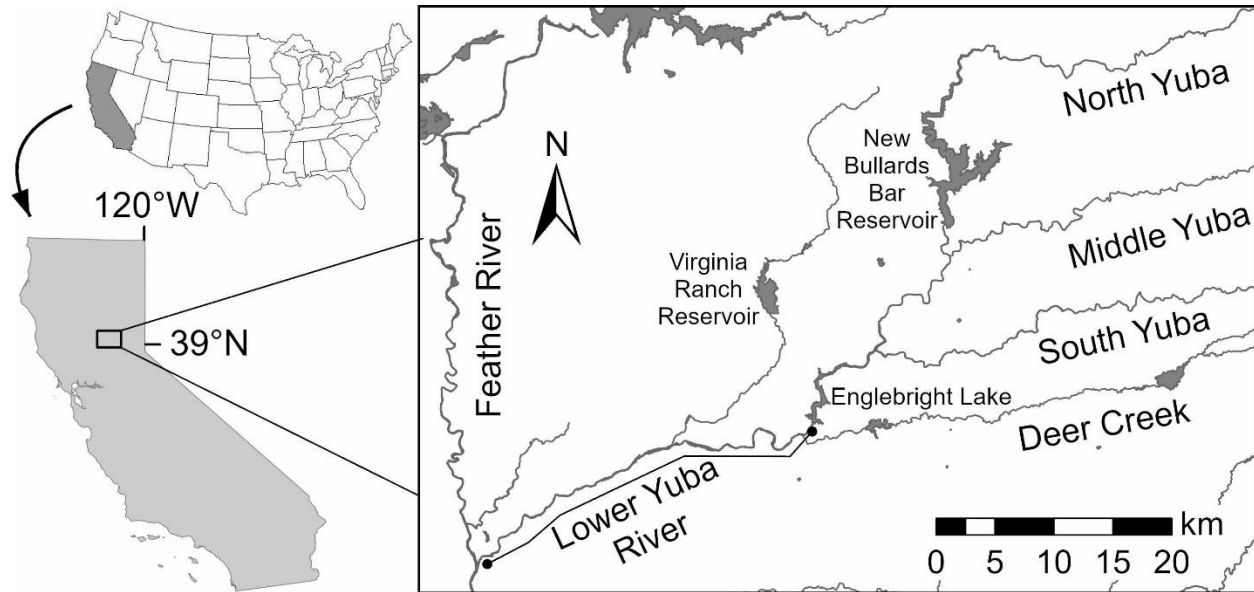 120°W
39°N
N
North Yuba
New
Bullards
Bar
Reservoir
Middle Yuba
Virginia
Ranch
Reservoir
Feather River
South Yuba
Englebright Lake
Deer Creek
Lower Yuba
River
km
0 5 10 15 20